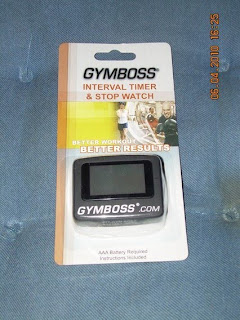 GYMBOSS®
INTERVAL TIMER
& STOP WATCH
BETTER WORKOUT
BETTER RESULTS
GYMBOSS®.COM
AAA Battery Required
Instructions Included
06 04 2010 16:25